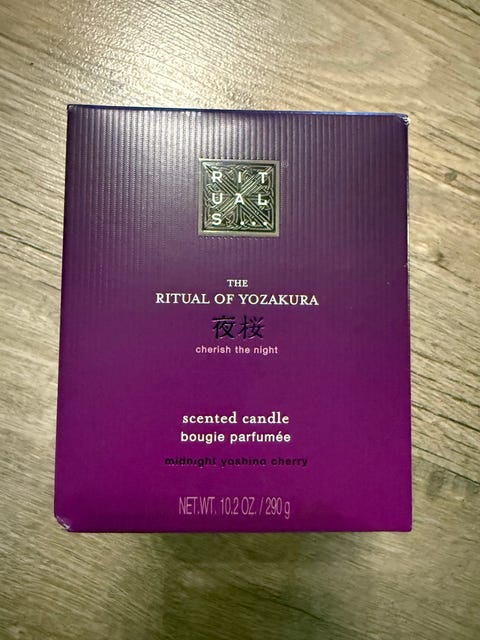 RIT
UAL
S...
®
THE
RITUAL OF YOZAKURA
夜桜
cherish the night
scented candle
bougie parfumée
midnight yoshino cherry
NET.WT. 10.2 OZ. / 290 g